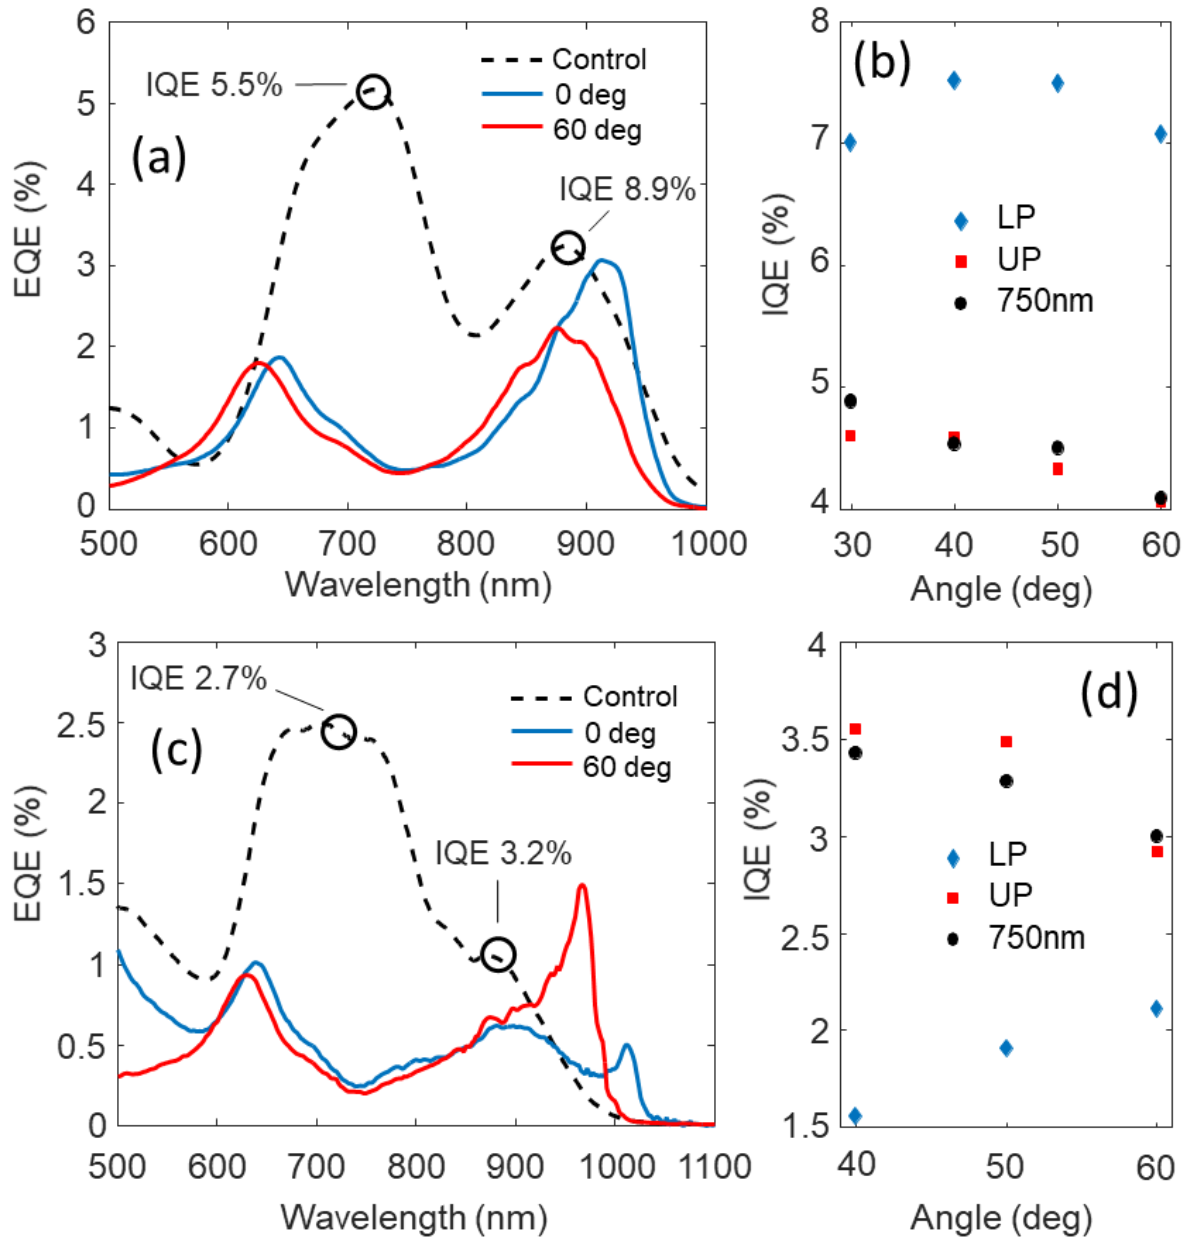 6
5
4
3
2
1
0
EQE (%)
500
600
700
800
900
1000
Wavelength (nm)
(a)
IQE 5.5%
IQE 8.9%
Control
0 deg
60 deg
8
7
6
5
4
IQE (%)
30
40
50
60
Angle (deg)
(b)
LP
UP
750nm
3
2.5
2
1.5
1
0.5
0
EQE (%)
500
600
700
800
900
1000
1100
Wavelength (nm)
(c)
IQE 2.7%
IQE 3.2%
Control
0 deg
60 deg
4
3.5
3
2.5
2
1.5
IQE (%)
40
50
60
Angle (deg)
(d)
LP
UP
750nm